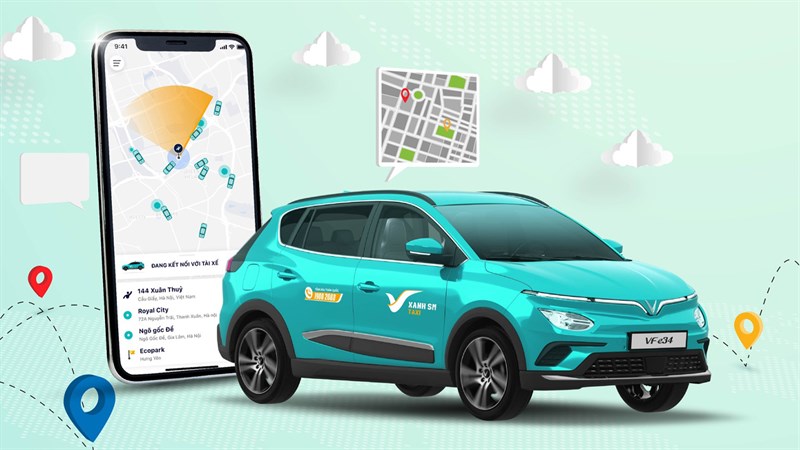 9:41
ĐANG KẾT NỐI VỚI TÀI XẾ
144 Xuân Thuỷ
Cầu Giấy, Hà Nội, Việt Nam
Royal City
72A Nguyễn Trãi, Thanh Xuân, Hà Nội
Ngõ gốc Đề
Ngõ Gốc Đề, Gia Lâm, Hà Nội
Ecopark
Hưng Yên
1900 2088
XANH SM
TAXI
VF e34